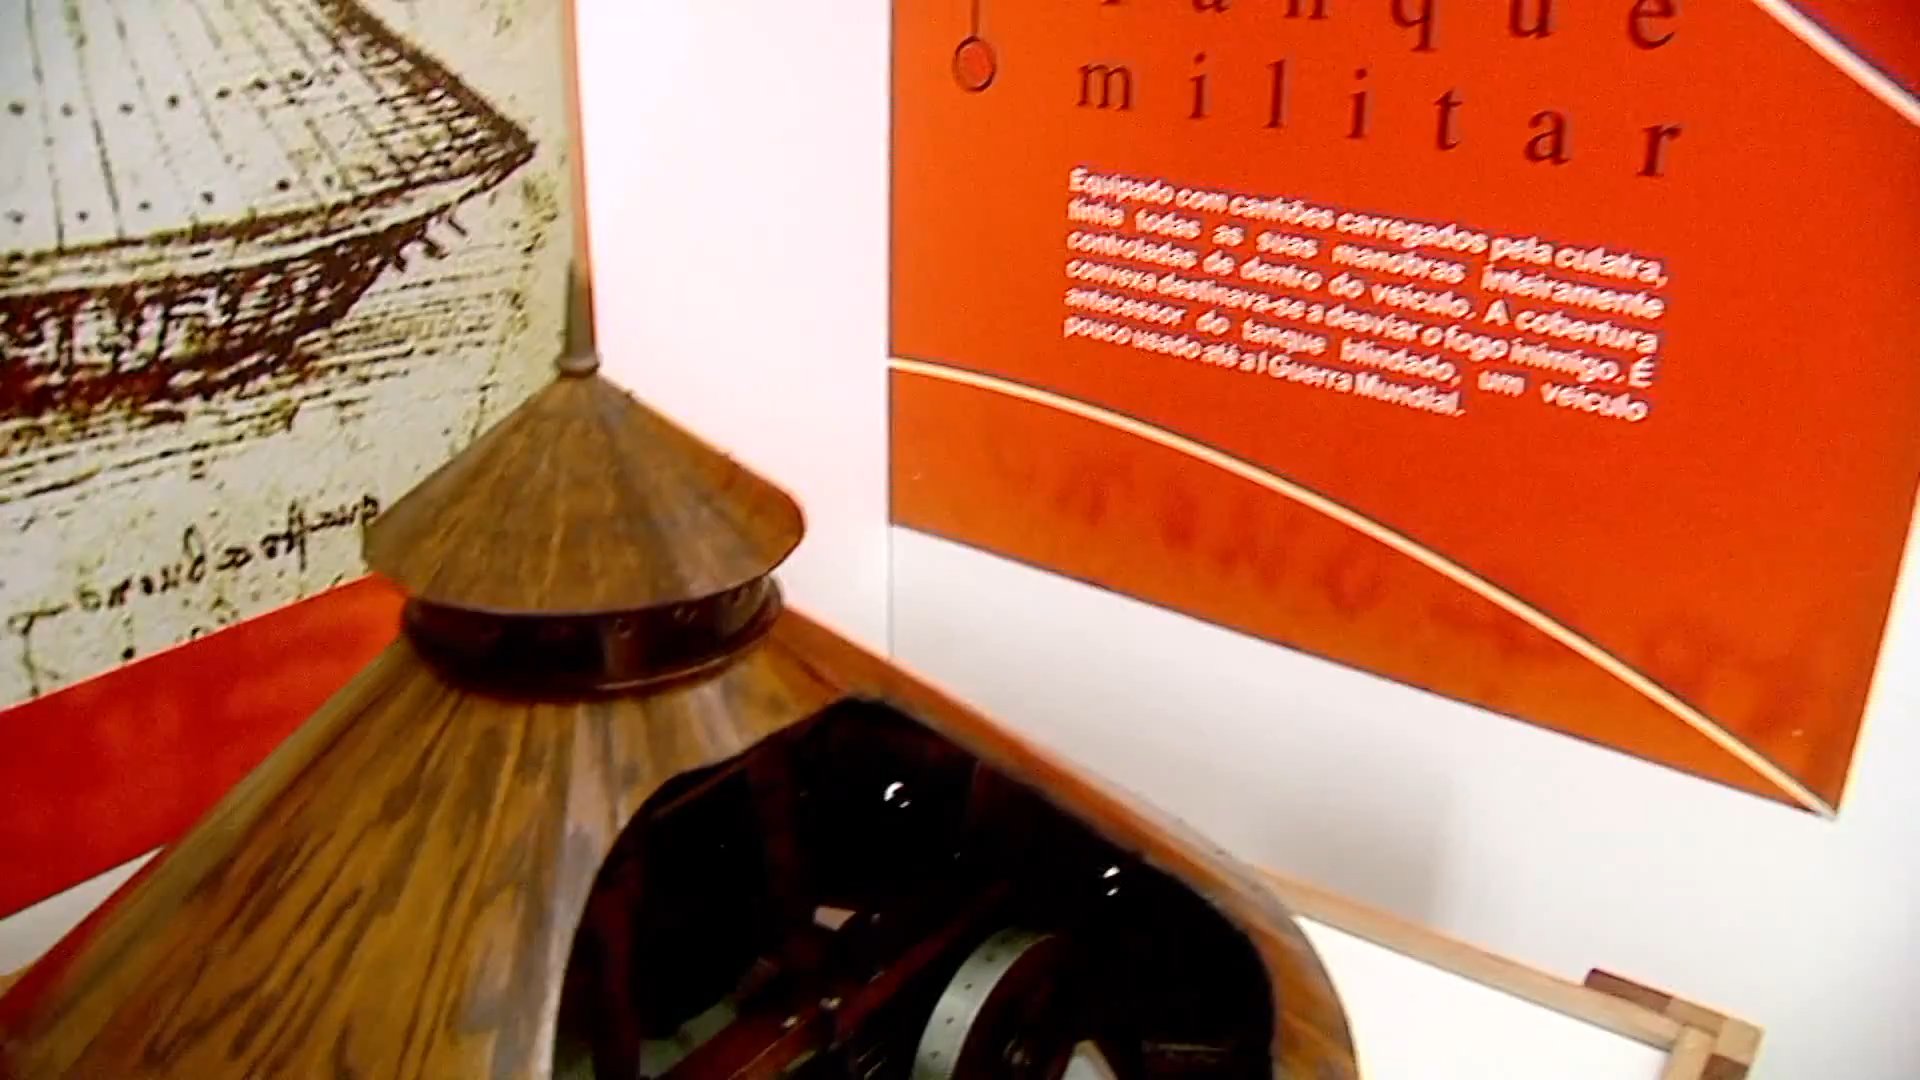 Tanque
militar
Equipado com canhões carregados pela culatra,
tinha todas as suas manobras inteiramente
controladas de dentro do veículo. A cobertura
convexa destinava-se a desviar o fogo inimigo. É
antecessor do tanque blindado, um veículo
pouco usado até a I Guerra Mundial.